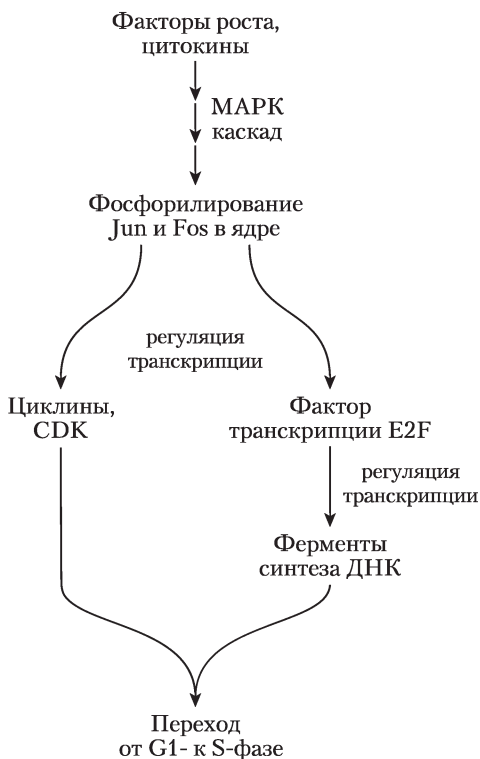 Факторы роста,
цитокины
МАРК
каскад
Фосфорилирование
Jun и Fos в ядре
регуляция
транскрипции
Циклины,
CDK
Фактор
транскрипции E2F
регуляция
транскрипции
Ферменты
синтеза ДНК
Переход
от G1- к S-фазе